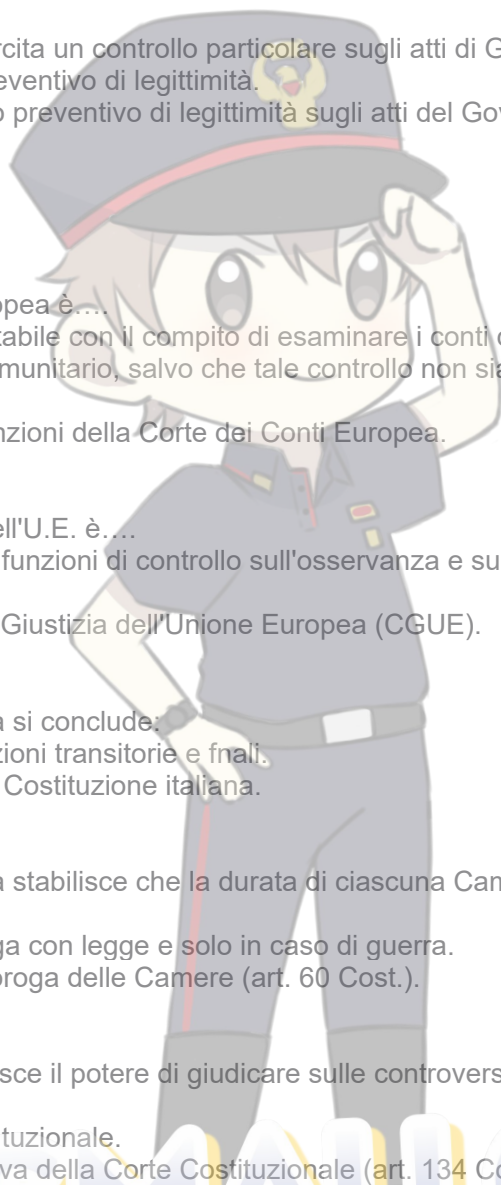 rcita un controllo particolare sugli atti di G
eventivo di legittimità.
o preventivo di legittimità sugli atti del Gov
opea è….
tabile con il compito di esaminare i conti
munitario, salvo che tale controllo non sia
nzioni della Corte dei Conti Europea.
ell'U.E. è….
funzioni di controllo sull'osservanza e su
Giustizia dell'Unione Europea (CGUE).
a si conclude:
zioni transitorie e fnali.
Costituzione italiana.
a stabilisce che la durata di ciascuna Cam
ga con legge e solo in caso di guerra.
proroga delle Camere (art. 60 Cost.).
sce il potere di giudicare sulle controvers
tuzionale.
va della Corte Costituzionale (art. 134 Co